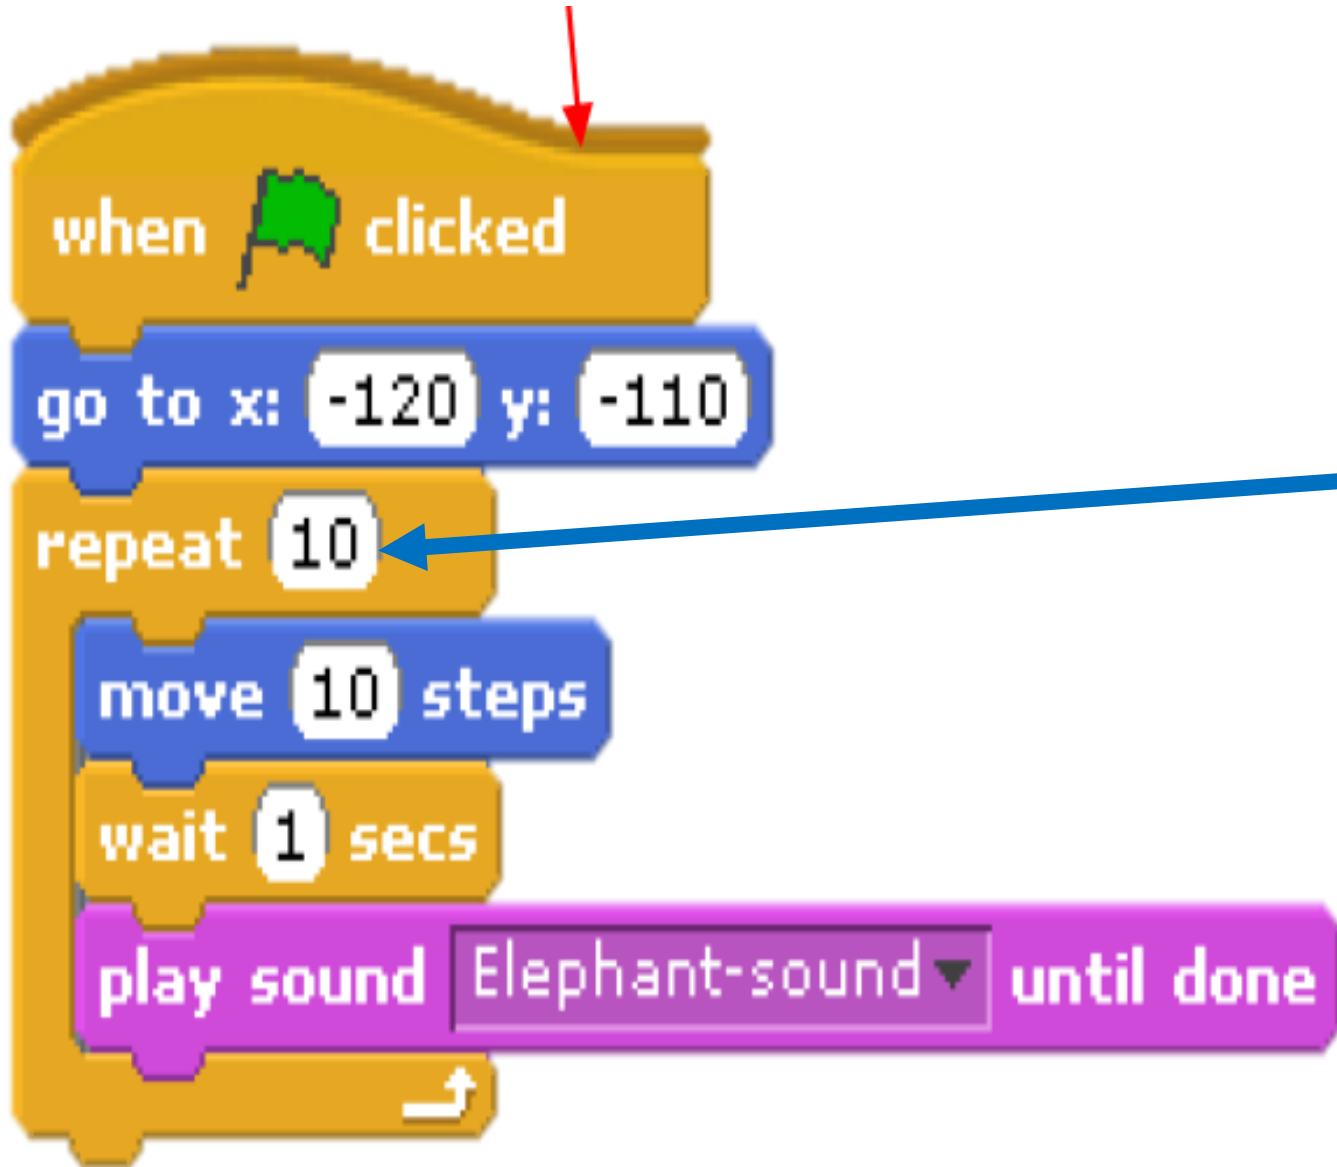 when clicked
go to x: -120 y: -110
repeat 10
move 10 steps
wait 1 secs
play sound Elephant-sound until done